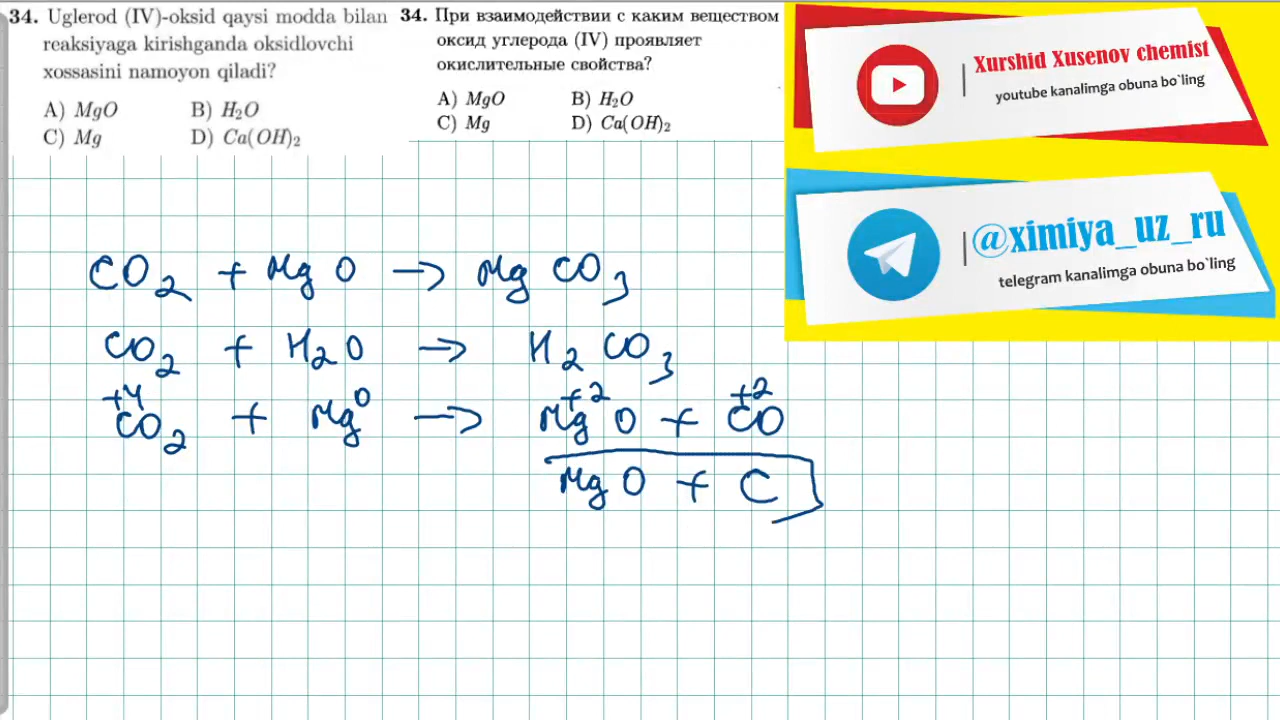 34. Uglerod (IV)-oksid qaysi modda bilan
reaksiyaga kirishganda oksidlovchi
xossasini namoyon qiladi?
A) MgO B) H₂O
C) Mg D) Ca(OH)₂
34. При взаимодействии с каким веществом
оксид углерода (IV) проявляет
окислительные свойства?
A) MgO B) H₂O
C) Mg D) Ca(OH)₂
Xurshid Xusenov chemist
youtube kanalimga obuna bo`ling
@ximiya_uz_ru
telegram kanalimga obuna bo`ling
CO₂ + MgO → MgCO₃
CO₂ + H₂O → H₂CO₃
+4 0 +2 +2
CO₂ + Mg → MgO + CO
MgO + C